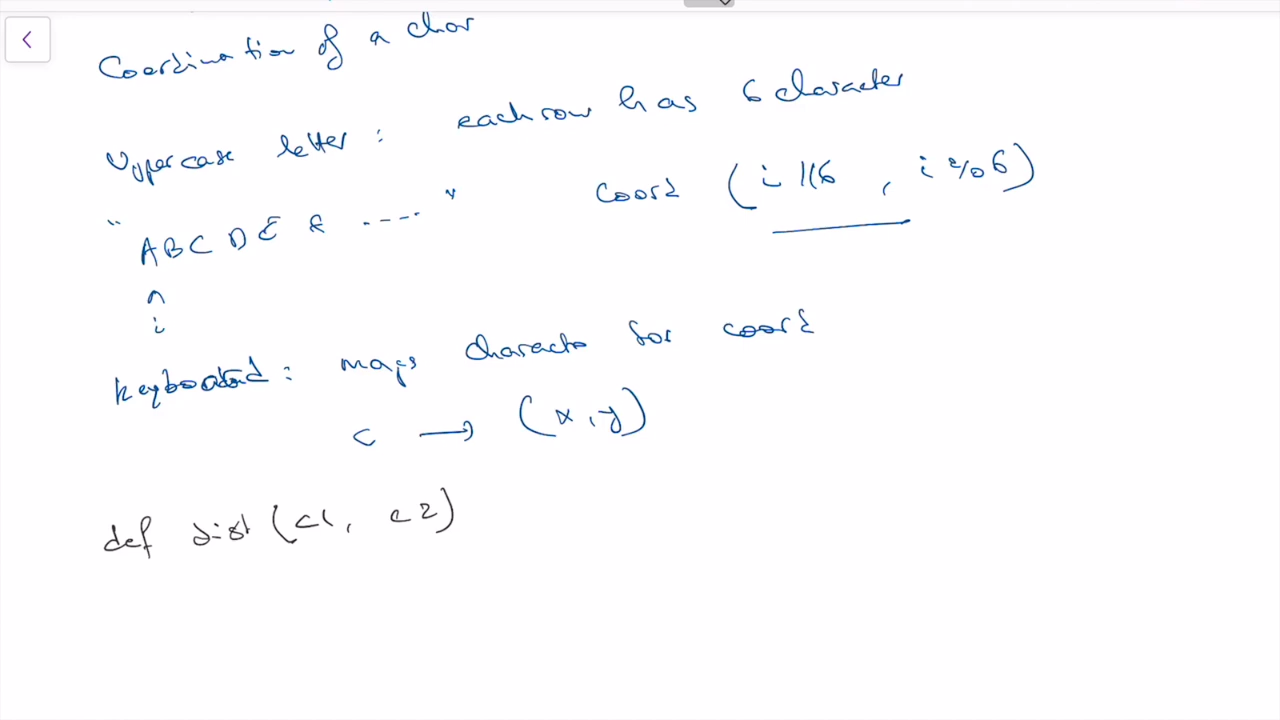 Coordination of a char
Uppercase letter : each row has 6 character
" ABCDEF ---- " coord (i//6 , i%6)
^
i
keyboard : maps character for coord
c → (x,y)
def dist(c1, c2)